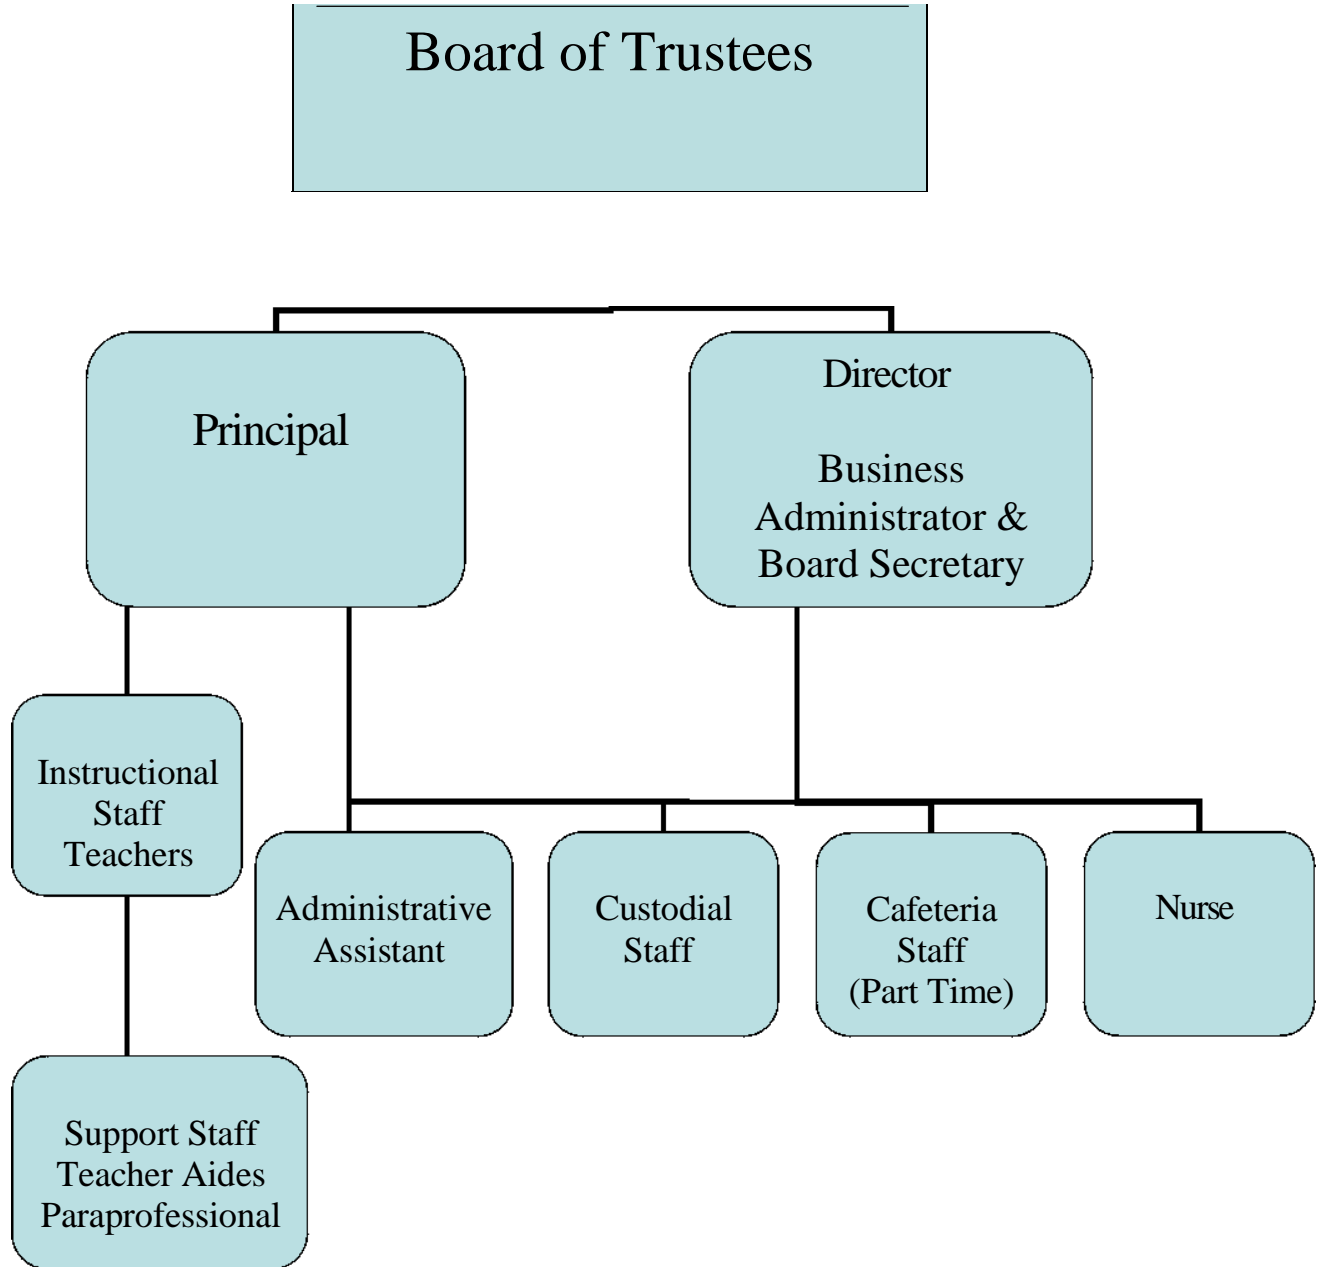 Board of Trustees
Principal
Director
Business
Administrator &
Board Secretary
Instructional
Staff
Teachers
Administrative
Assistant
Custodial
Staff
Cafeteria
Staff
(Part Time)
Nurse
Support Staff
Teacher Aides
Paraprofessional